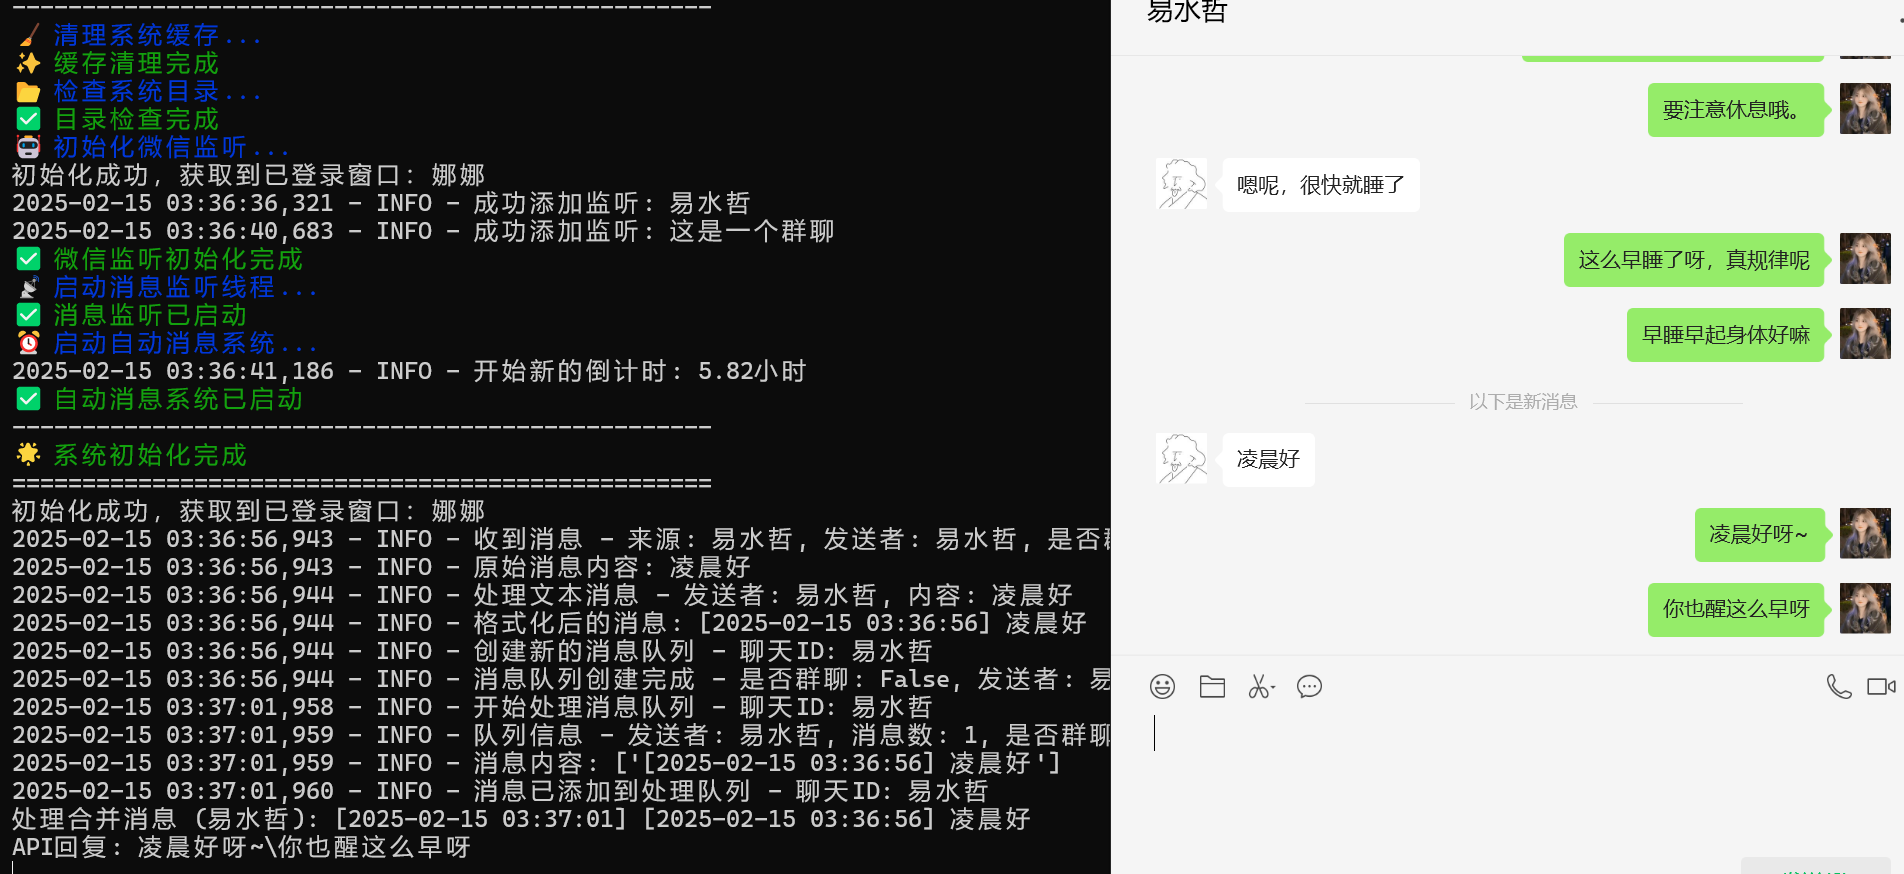 --------------------------------------------------
🧹 清理系统缓存...
✨ 缓存清理完成
📂 检查系统目录...
✅ 目录检查完成
🤖 初始化微信监听...
初始化成功，获取到已登录窗口：娜娜
2025-02-15 03:36:36,321 - INFO - 成功添加监听: 易水哲
2025-02-15 03:36:40,683 - INFO - 成功添加监听: 这是一个群聊
✅ 微信监听初始化完成
📡 启动消息监听线程...
✅ 消息监听已启动
⏰ 启动自动消息系统...
2025-02-15 03:36:41,186 - INFO - 开始新的倒计时: 5.82小时
✅ 自动消息系统已启动
--------------------------------------------------
🌟 系统初始化完成
==================================================
初始化成功，获取到已登录窗口：娜娜
2025-02-15 03:36:56,943 - INFO - 收到消息 - 来源: 易水哲, 发送者: 易水哲, 是否
2025-02-15 03:36:56,943 - INFO - 原始消息内容: 凌晨好
2025-02-15 03:36:56,944 - INFO - 处理文本消息 - 发送者: 易水哲, 内容: 凌晨好
2025-02-15 03:36:56,944 - INFO - 格式化后的消息: [2025-02-15 03:36:56] 凌晨好
2025-02-15 03:36:56,944 - INFO - 创建新的消息队列 - 聊天ID: 易水哲
2025-02-15 03:36:56,944 - INFO - 消息队列创建完成 - 是否群聊: False, 发送者: 易
2025-02-15 03:37:01,958 - INFO - 开始处理消息队列 - 聊天ID: 易水哲
2025-02-15 03:37:01,959 - INFO - 队列信息 - 发送者: 易水哲, 消息数: 1, 是否群聊
2025-02-15 03:37:01,959 - INFO - 消息内容: ['[2025-02-15 03:36:56] 凌晨好']
2025-02-15 03:37:01,960 - INFO - 消息已添加到处理队列 - 聊天ID: 易水哲
处理合并消息 (易水哲): [2025-02-15 03:37:01] [2025-02-15 03:36:56] 凌晨好
API回复: 凌晨好呀~\你也醒这么早呀
易水哲
要注意休息哦。
嗯呢，很快就睡了
这么早睡了呀，真规律呢
早睡早起身体好嘛
以下是新消息
凌晨好
凌晨好呀~
你也醒这么早呀